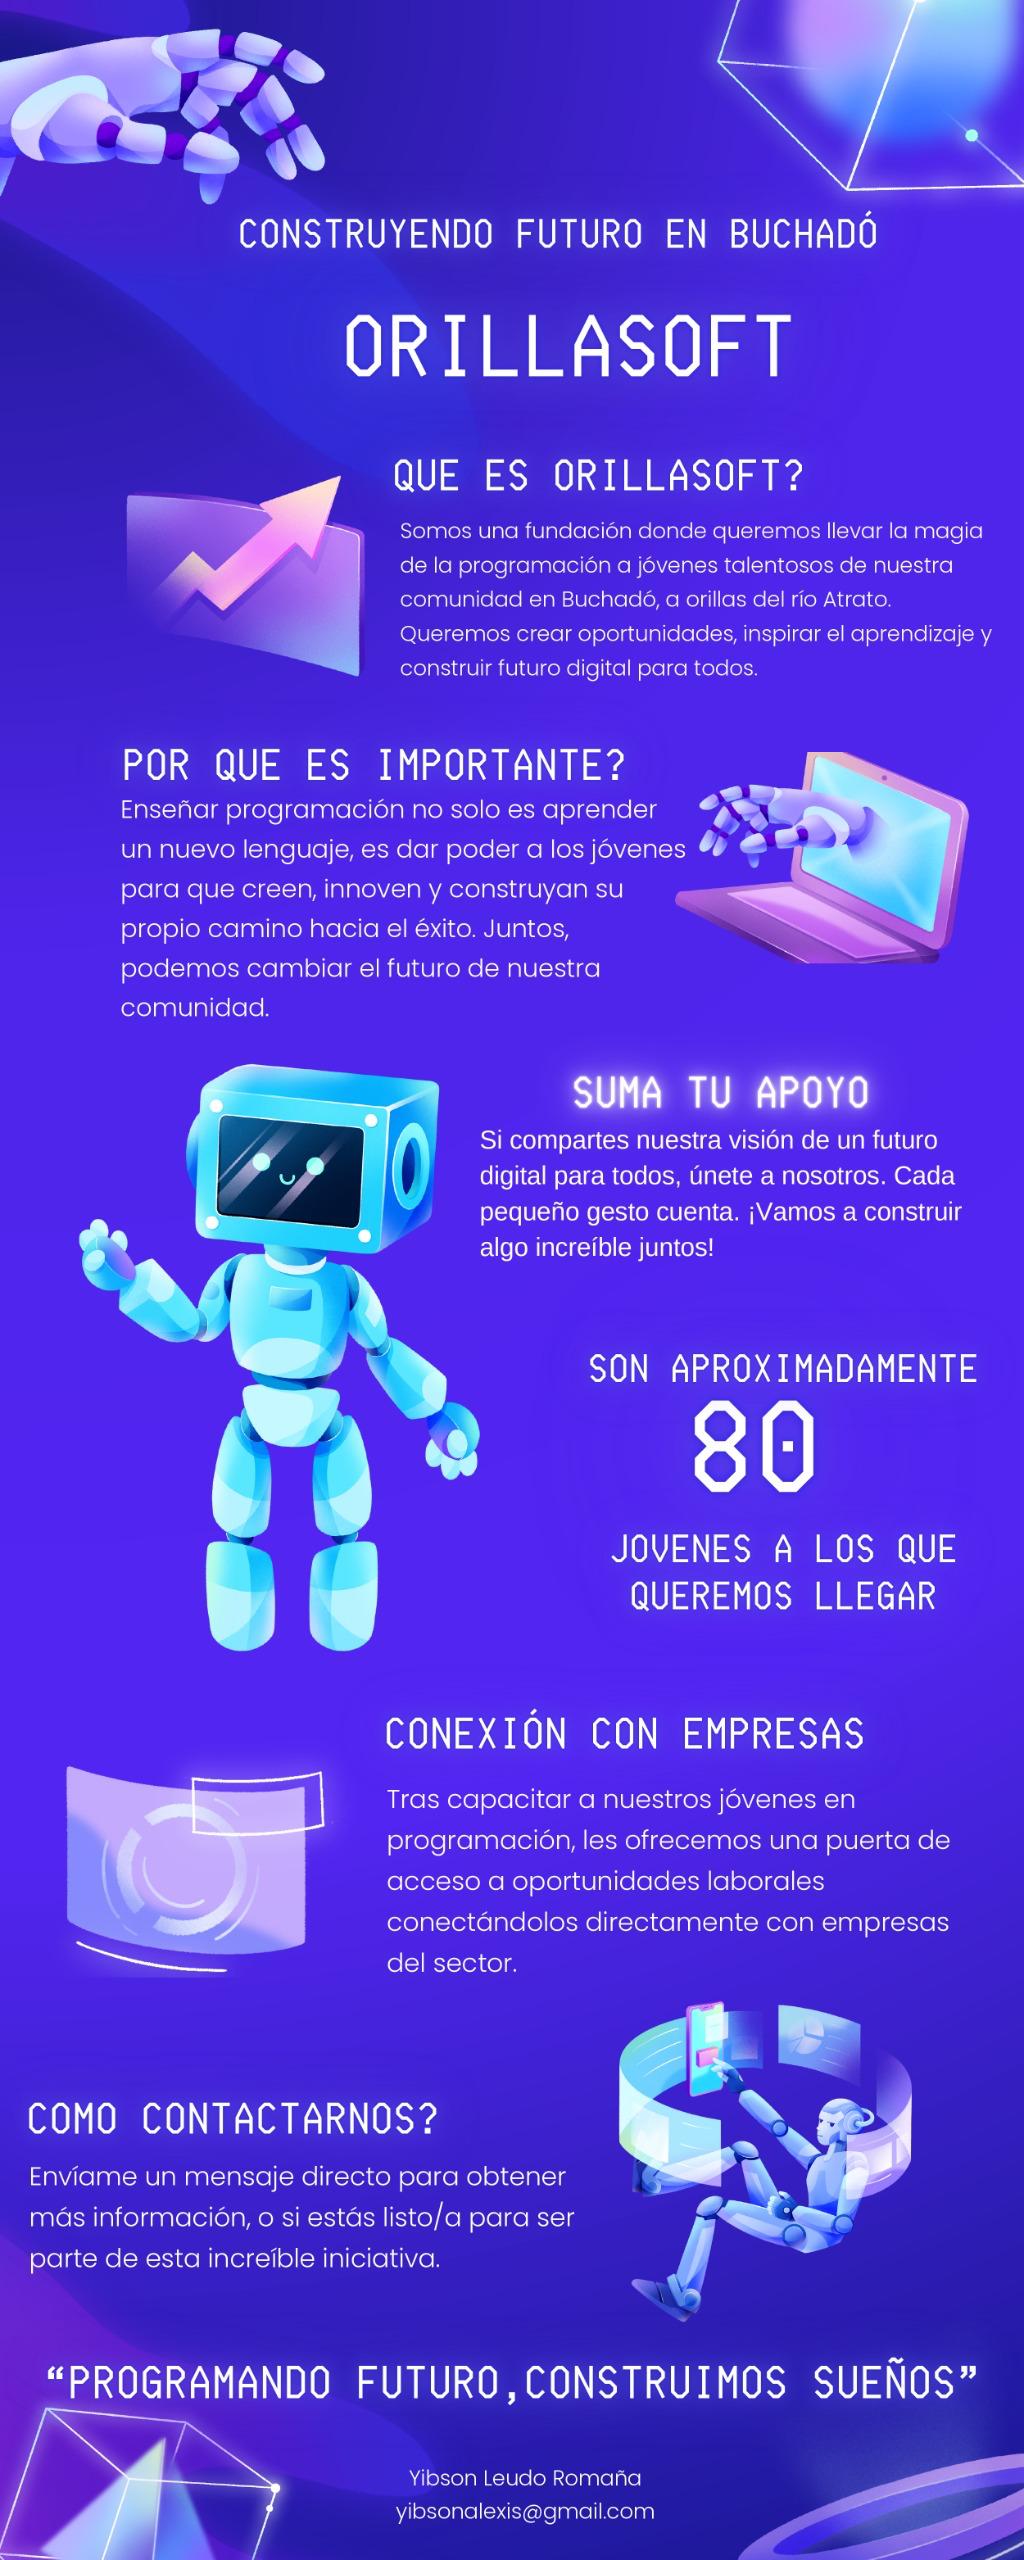 CONSTRUYENDO FUTURO EN BUCHADÓ
ORILLASOFT
QUE ES ORILLASOFT?
Somos una fundación donde queremos llevar la magia
de la programación a jóvenes talentosos de nuestra
comunidad en Buchadó, a orillas del río Atrato.
Queremos crear oportunidades, inspirar el aprendizaje y
construir futuro digital para todos.
POR QUE ES IMPORTANTE?
Enseñar programación no solo es aprender
un nuevo lenguaje, es dar poder a los jóvenes
para que creen, innoven y construyan su
propio camino hacia el éxito. Juntos,
podemos cambiar el futuro de nuestra
comunidad.
SUMA TU APOYO
Si compartes nuestra visión de un futuro
digital para todos, únete a nosotros. Cada
pequeño gesto cuenta. ¡Vamos a construir
algo increíble juntos!
SON APROXIMADAMENTE
80
JOVENES A LOS QUE
QUEREMOS LLEGAR
CONEXIÓN CON EMPRESAS
Tras capacitar a nuestros jóvenes en
programación, les ofrecemos una puerta de
acceso a oportunidades laborales
conectándolos directamente con empresas
del sector.
COMO CONTACTARNOS?
Envíame un mensaje directo para obtener
más información, o si estás listo/a para ser
parte de esta increíble iniciativa.
“PROGRAMANDO FUTURO,CONSTRUIMOS SUEÑOS”
Yibson Leudo Romaña
yibsonalexis@gmail.com